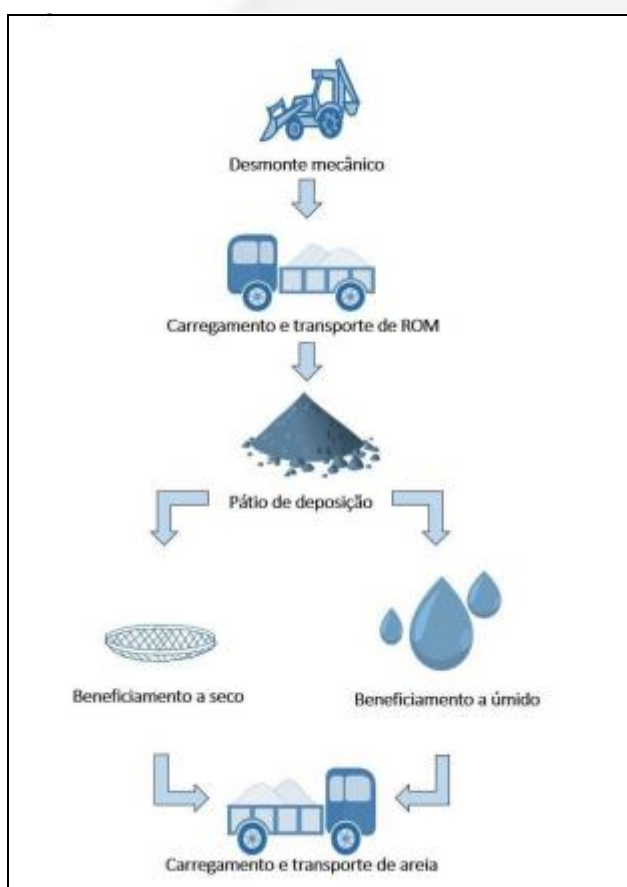 Desmonte mecânico
Carregamento e transporte de ROM
Pátio de deposição
Beneficiamento a seco
Beneficiamento a úmido
Carregamento e transporte de areia